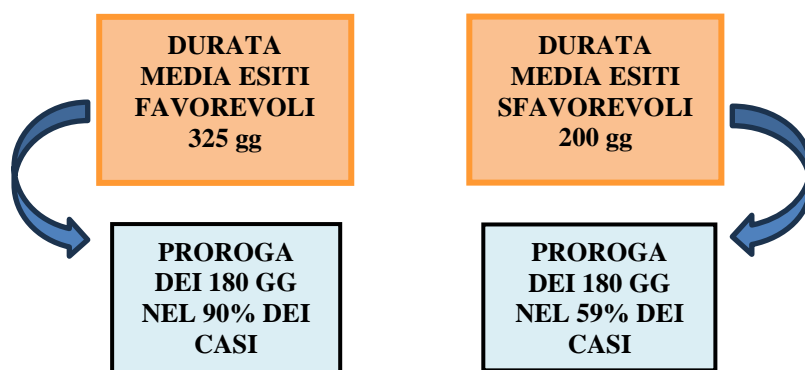 DURATA
MEDIA ESITI
FAVOREVOLI
325 gg
DURATA
MEDIA ESITI
SFAVOREVOLI
200 gg
PROROGA
DEI 180 GG
NEL 90% DEI
CASI
PROROGA
DEI 180 GG
NEL 59% DEI
CASI